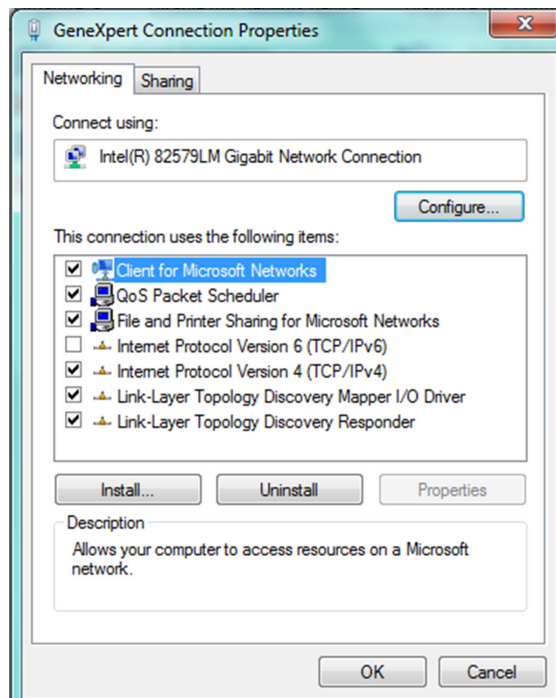 GeneXpert Connection Properties
Networking
Sharing
Connect using:
Intel(R) 82579LM Gigabit Network Connection
Configure...
This connection uses the following items:
Client for Microsoft Networks
QoS Packet Scheduler
File and Printer Sharing for Microsoft Networks
Internet Protocol Version 6 (TCP/IPv6)
Internet Protocol Version 4 (TCP/IPv4)
Link-Layer Topology Discovery Mapper I/O Driver
Link-Layer Topology Discovery Responder
Install...
Uninstall
Properties
Description
Allows your computer to access resources on a Microsoft
network.
OK
Cancel